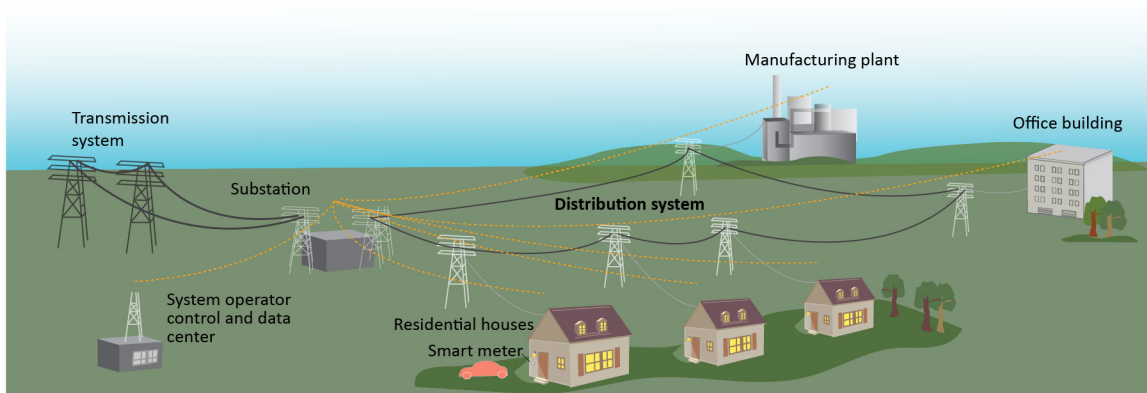 Manufacturing plant
Transmission
system
Office building
Substation
Distribution system
System operator
control and data
center
Residential houses
Smart meter